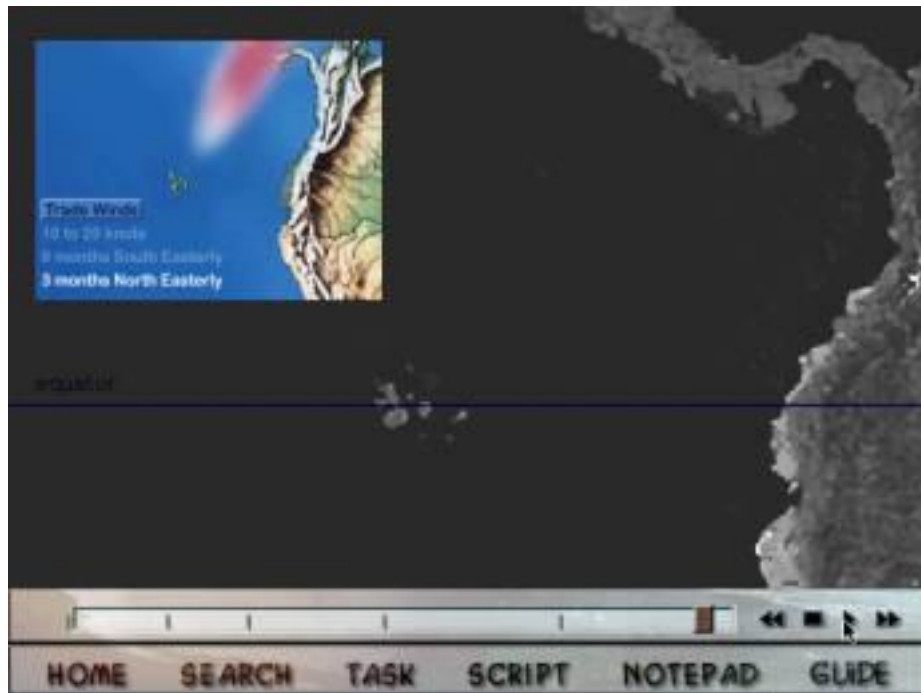 Trade Winds
10 to 20 knots
9 months South Easterly
3 months North Easterly
equator
HOME SEARCH TASK SCRIPT NOTEPAD GUIDE